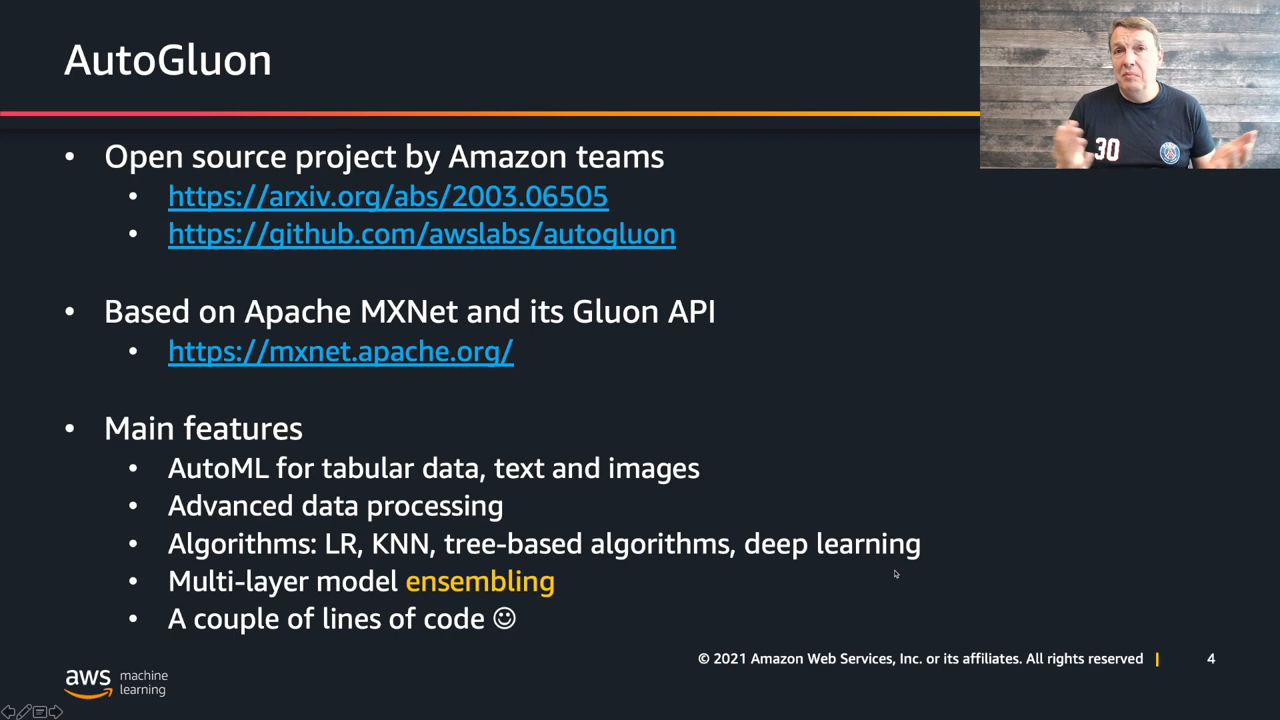 AutoGluon
30
• Open source project by Amazon teams
• https://arxiv.org/abs/2003.06505
• https://github.com/awslabs/autogluon
• Based on Apache MXNet and its Gluon API
• https://mxnet.apache.org/
• Main features
• AutoML for tabular data, text and images
• Advanced data processing
• Algorithms: LR, KNN, tree-based algorithms, deep learning
• Multi-layer model ensembling
• A couple of lines of code ☺
© 2021 Amazon Web Services, Inc. or its affiliates. All rights reserved |
4
aws machine
learning